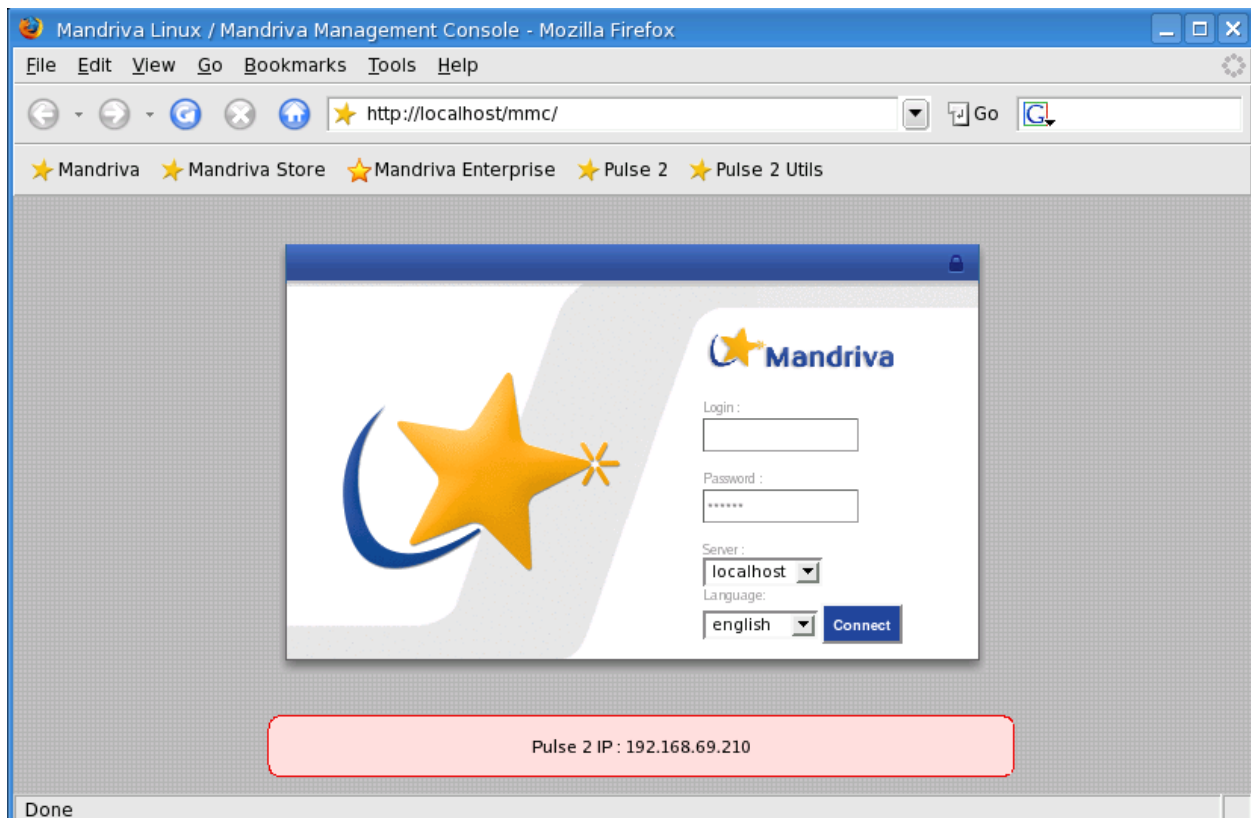 Mandriva Linux / Mandriva Management Console - Mozilla Firefox
File Edit View Go Bookmarks Tools Help
http://localhost/mmc/ Go G
Mandriva Mandriva Store Mandriva Enterprise Pulse 2 Pulse 2 Utils
Mandriva
Login :
Password :
******
Server :
localhost
Language:
english Connect
Pulse 2 IP : 192.168.69.210
Done